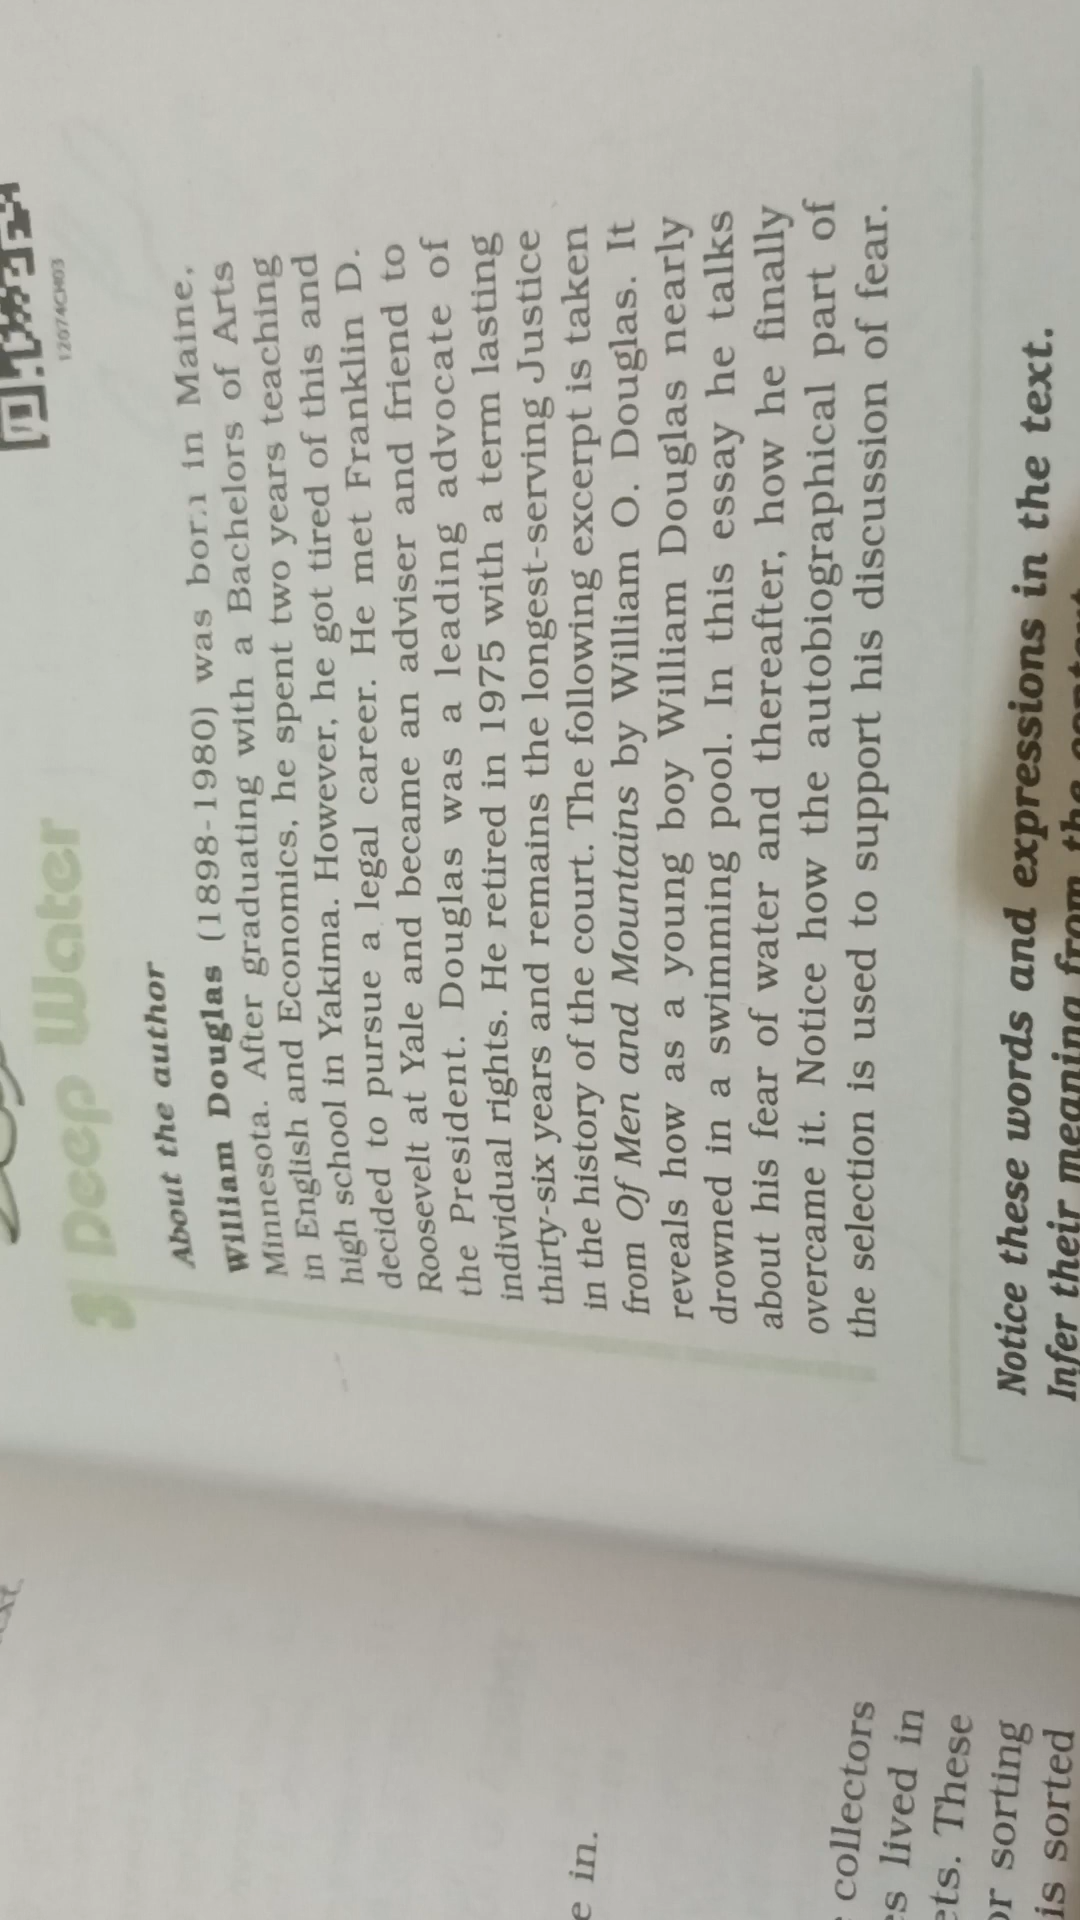 12074CH03
3 Deep Water
About the author
William Douglas (1898-1980) was born in Maine,
Minnesota. After graduating with a Bachelors of Arts
in English and Economics, he spent two years teaching
high school in Yakima. However, he got tired of this and
decided to pursue a legal career. He met Franklin D.
Roosevelt at Yale and became an adviser and friend to
the President. Douglas was a leading advocate of
individual rights. He retired in 1975 with a term lasting
thirty-six years and remains the longest-serving Justice
in the history of the court. The following excerpt is taken
from Of Men and Mountains by William O. Douglas. It
reveals how as a young boy William Douglas nearly
drowned in a swimming pool. In this essay he talks
about his fear of water and thereafter, how he finally
overcame it. Notice how the autobiographical part of
the selection is used to support his discussion of fear.
Notice these words and expressions in the text.
Infer their meaning from the context.
in.
collectors
lived in
These
sorting
is sorted